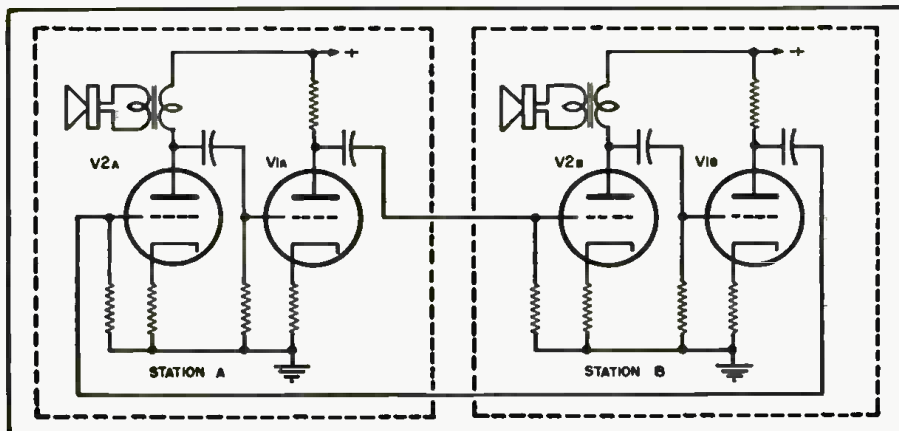 + +
V2A V1A V2B V1B
STATION A STATION B